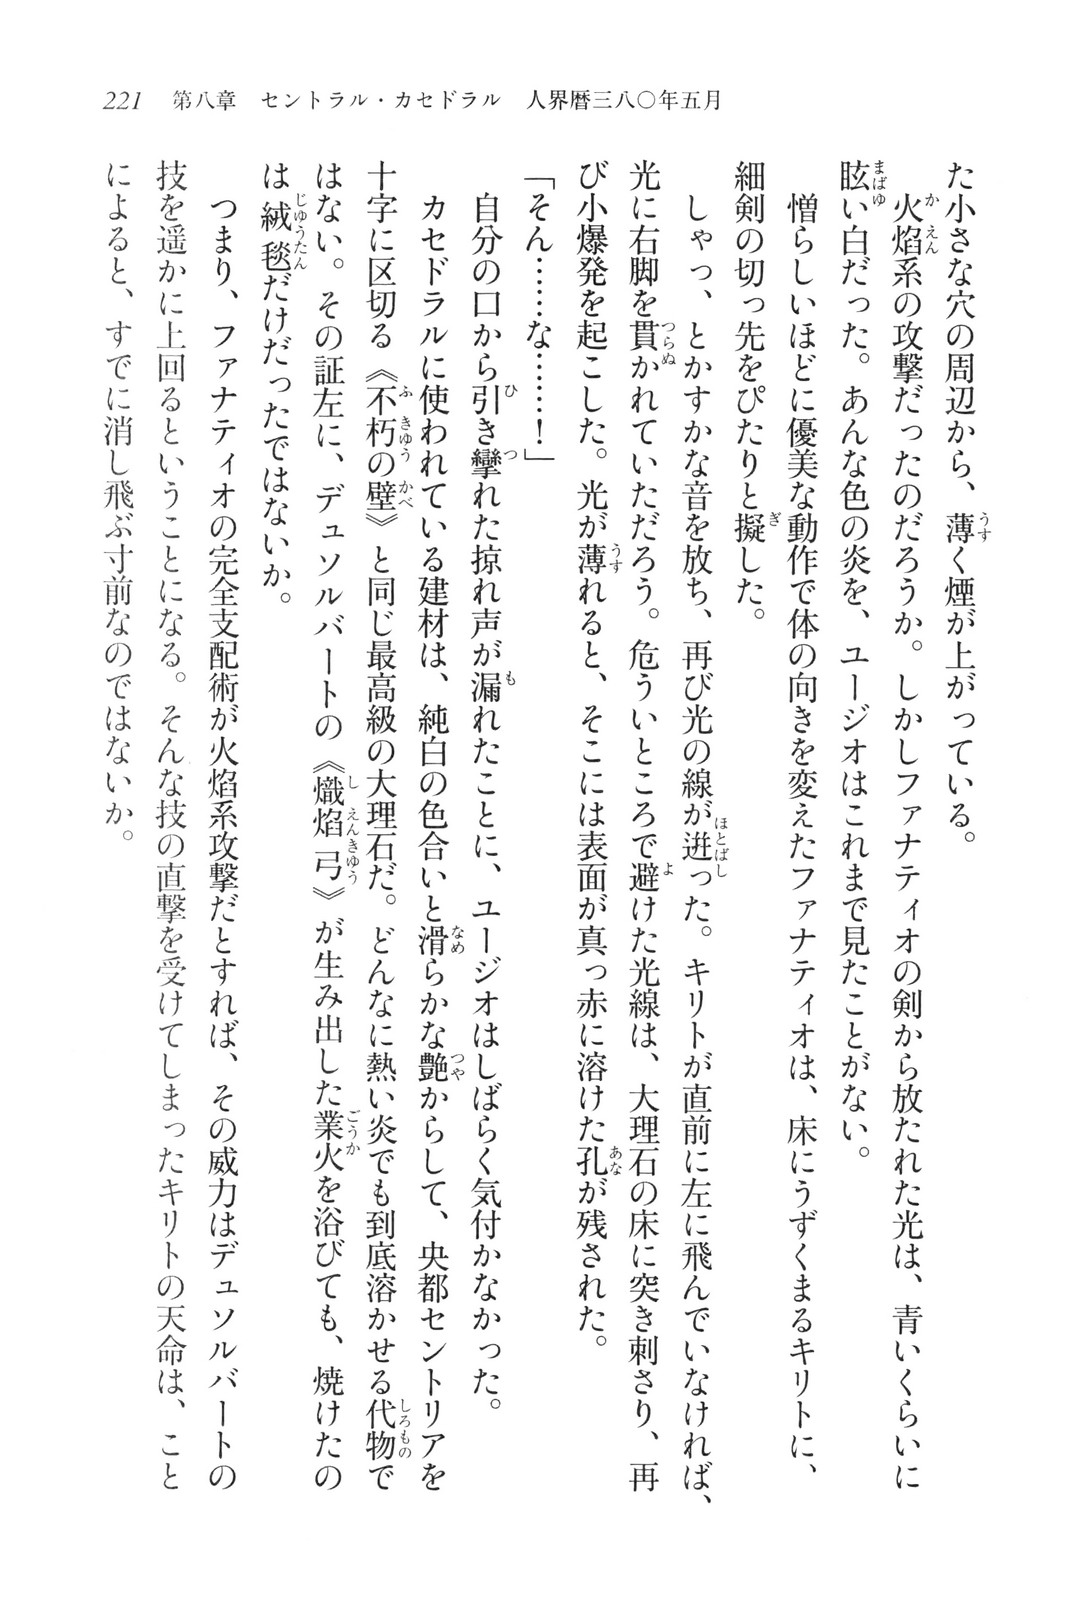 221　第八章　セントラル・カセドラル　人界暦三八〇年五月
た小さな穴の周辺から、薄く煙が上がっている。
　火焰系の攻撃だったのだろうか。しかしファナティオの剣から放たれた光は、青いくらいに
眩い白だった。あんな色の炎を、ユージオはこれまで見たことがない。
　憎らしいほどに優美な動作で体の向きを変えたファナティオは、床にうずくまるキリトに、
細剣の切っ先をぴたりと擬した。
　しゃっ、とかすかな音を放ち、再び光の線が迸った。キリトが直前に左に飛んでいなければ、
光に右脚を貫かれていただろう。危ういところで避けた光線は、大理石の床に突き刺さり、再
び小爆発を起こした。光が薄れると、そこには表面が真っ赤に溶けた孔が残された。
「そん……な……！」
　自分の口から引き攣れた掠れ声が漏れたことに、ユージオはしばらく気付かなかった。
　カセドラルに使われている建材は、純白の色合いと滑らかな艶からして、央都セントリアを
十字に区切る《不朽の壁》と同じ最高級の大理石だ。どんなに熱い炎でも到底溶かせる代物で
はない。その証左に、デュソルバートの《熾焰弓》が生み出した業火を浴びても、焼けたの
は絨毯だけだったではないか。
　つまり、ファナティオの完全支配術が火焰系攻撃だとすれば、その威力はデュソルバートの
技を遥かに上回るということになる。そんな技の直撃を受けてしまったキリトの天命は、こと
によると、すでに消し飛ぶ寸前なのではないか。